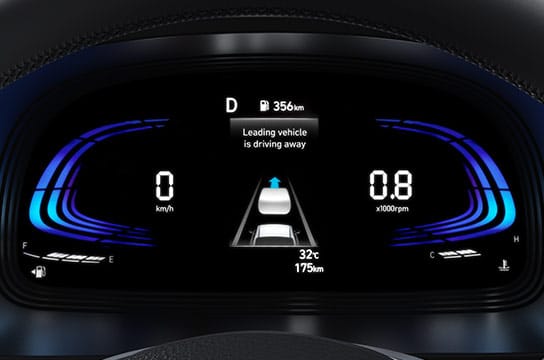 D 356km
Leading vehicle
is driving away
0
km/h
0.8
x1000rpm
F
E
C
H
32℃
175km